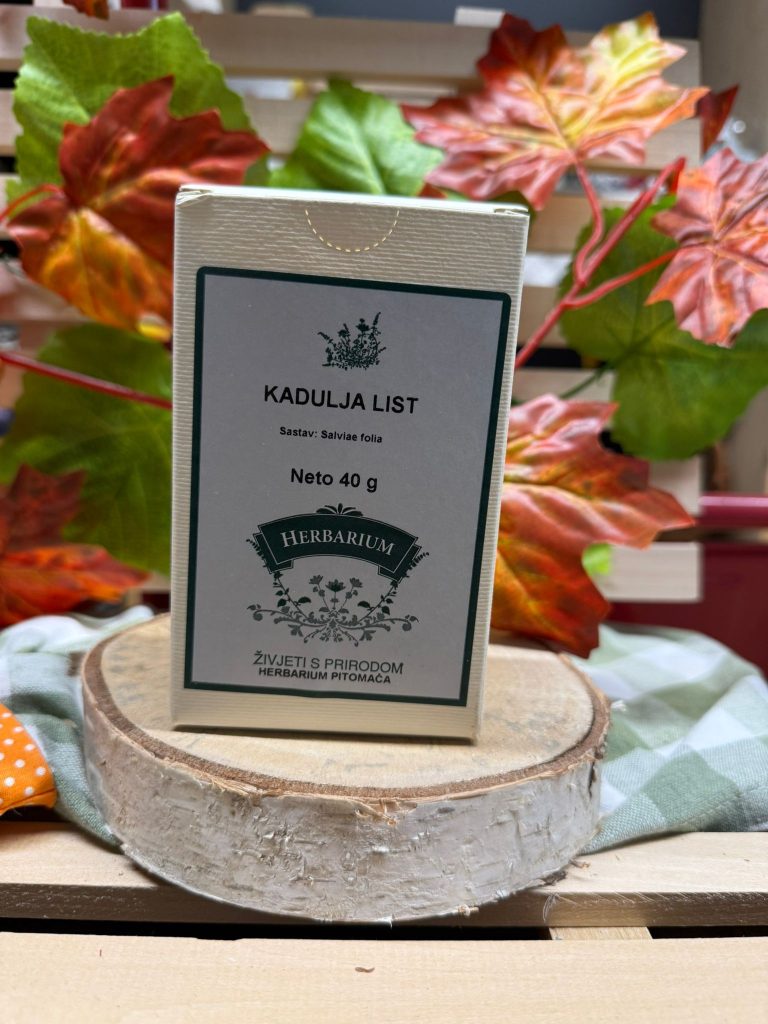 KADULJA LIST
Sastav: Salviae folia
Neto 40 g
HERBARIUM
ŽIVJETI S PRIRODOM
HERBARIUM PITOMAČA